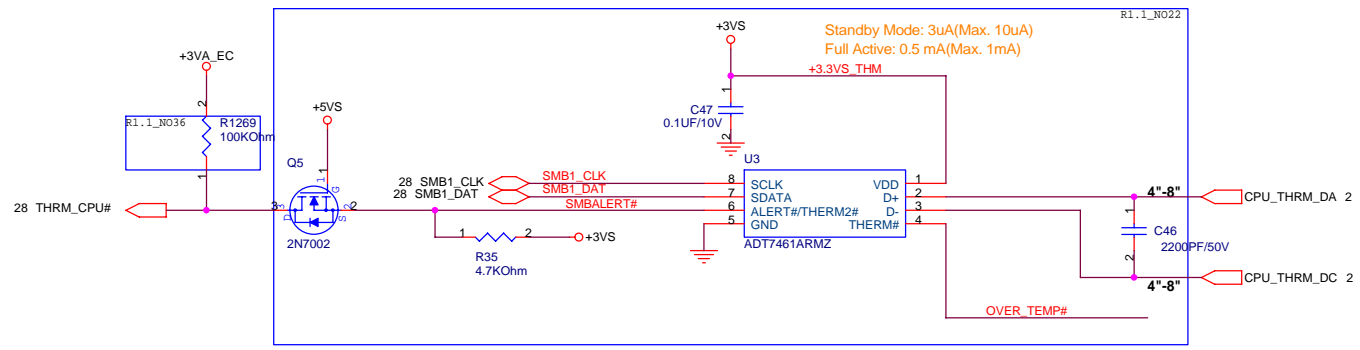 R1.1_NO22
+3VS
Standby Mode: 3uA(Max. 10uA)
Full Active: 0.5 mA(Max. 1mA)
+3VA_EC
+3.3VS_THM
2
1
+5VS
C47
0.1UF/10V
R1.1_NO36
R1269
100KOhm
2
U3
Q5
1
1
G
28 SMB1_CLK
SMB1_CLK
8
SCLK
VDD
1
4"-8"
28 SMB1_DAT
SMB1_DAT
7
SDATA
D+
2
CPU_THRM_DA 2
1
28 THRM_CPU#
3
3
D
S
2
2
SMBALERT#
6
ALERT#/THERM2#
D-
3
1
5
GND
THERM#
4
C46
2N7002
1
2
+3VS
ADT7461ARMZ
2200PF/50V
R35
4.7KOhm
2
CPU_THRM_DC 2
4"-8"
OVER_TEMP#